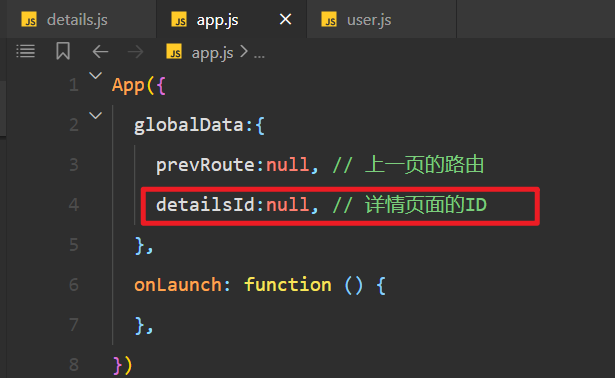 JS details.js JS app.js × JS user.js
JS app.js > ...
1 App({
2 globalData:{
3 prevRoute:null, // 上一页的路由
4 detailsId:null, // 详情页面的ID
5 },
6 onLaunch: function () {
7 },
8 })